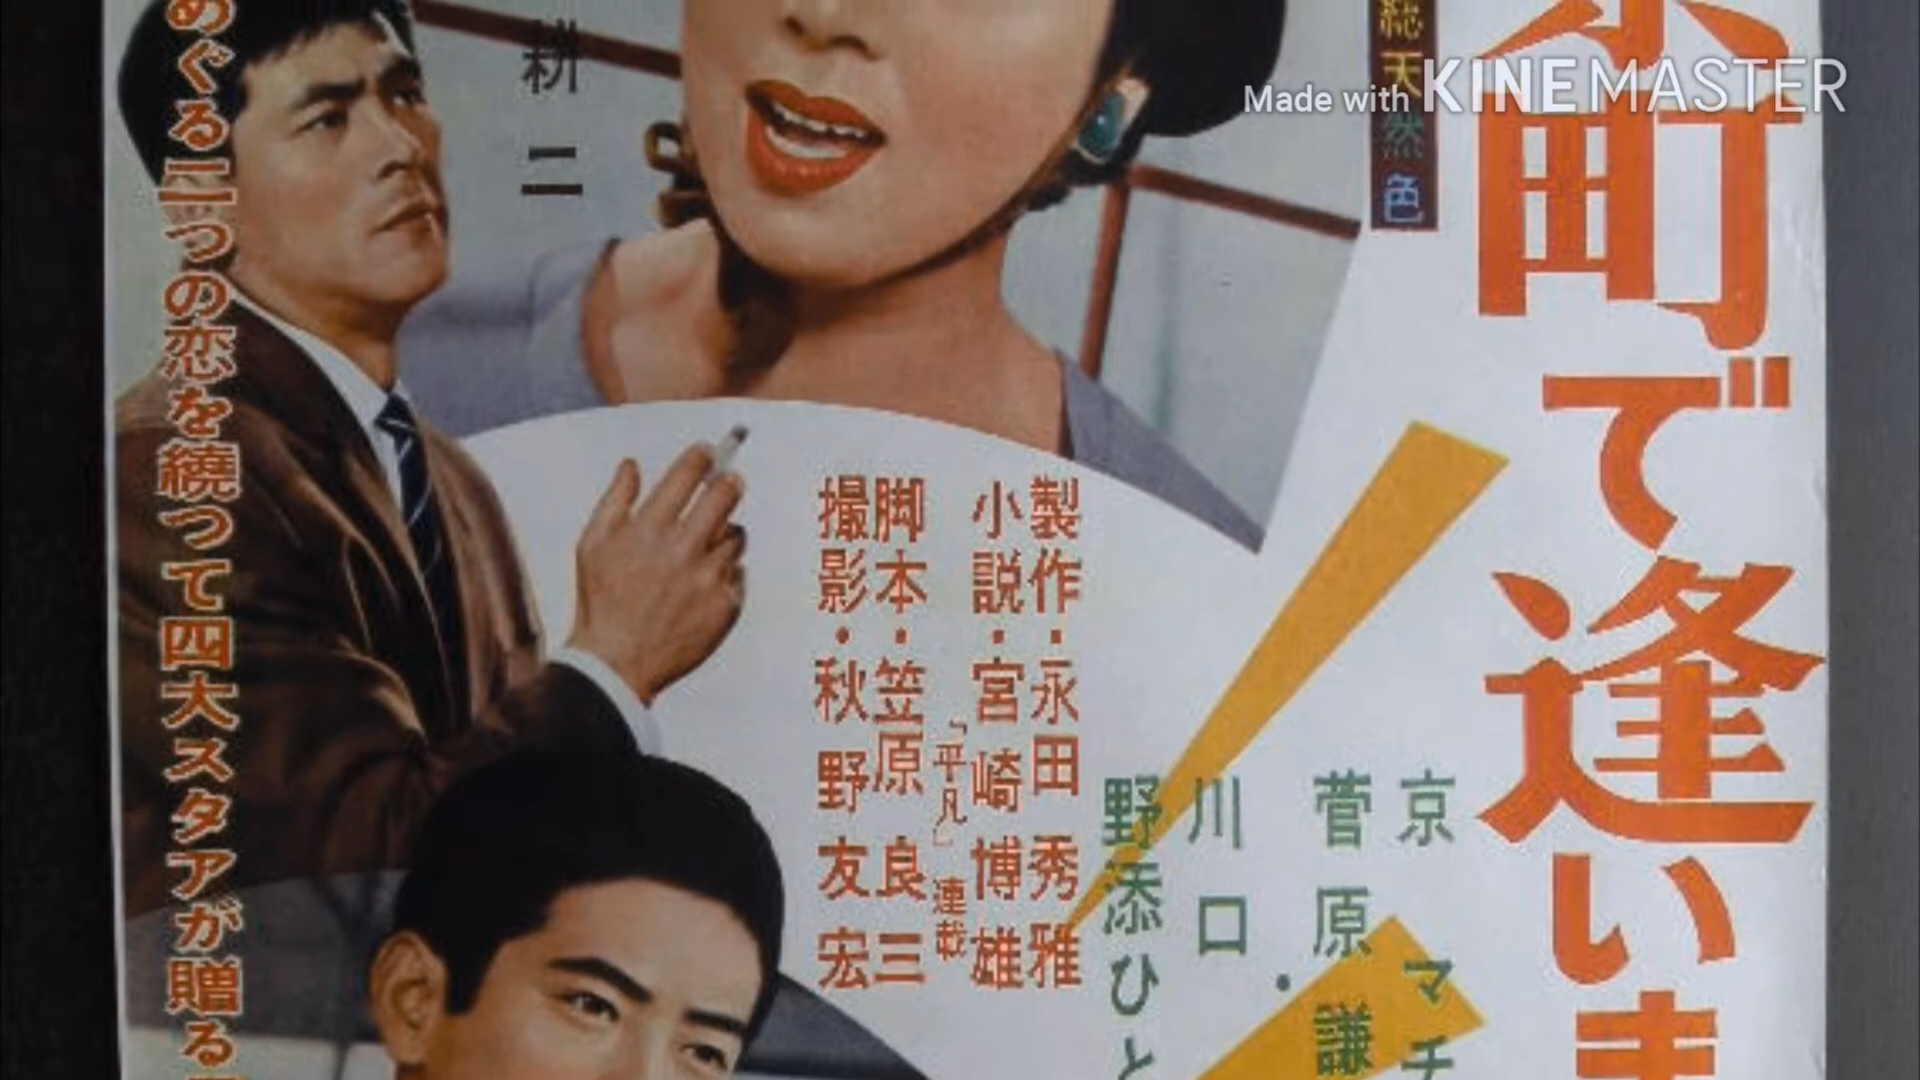 Made with KINEMASTER
町で逢いま
総天然色
京 マチ
菅原 謙
川口・
野添ひと
製作・永田秀雅
小説・宮崎博雄
「平凡」連載
脚本・笠原良三
撮影・秋野友宏
耕二
めぐる二つの恋を繞つて四大スタアが贈る